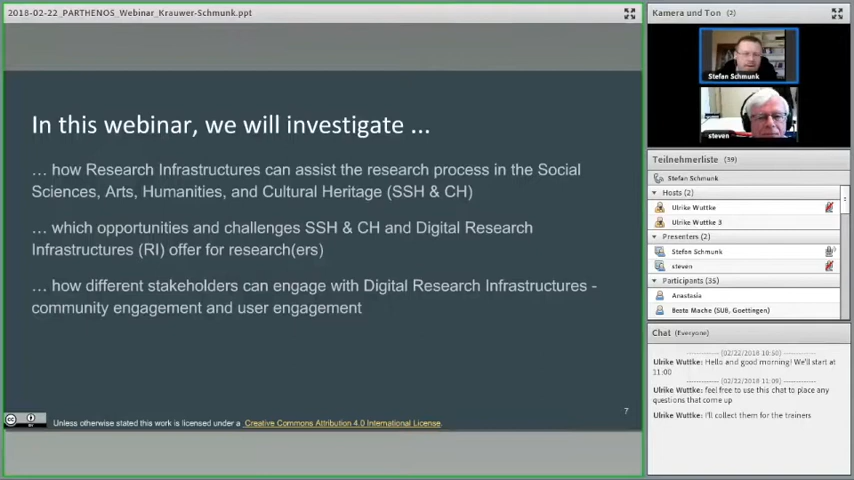 2018-02-22_PARTHENOS_Webinar_Krauwer-Schmunk.ppt
In this webinar, we will investigate ...
... how Research Infrastructures can assist the research process in the Social
Sciences, Arts, Humanities, and Cultural Heritage (SSH & CH)
... which opportunities and challenges SSH & CH and Digital Research
Infrastructures (RI) offer for research(ers)
... how different stakeholders can engage with Digital Research Infrastructures -
community engagement and user engagement
7
Unless otherwise stated this work is licensed under a Creative Commons Attribution 4.0 International License.
Kamera und Ton (2)
Stefan Schmunk
steven
Teilnehmerliste (39)
Stefan Schmunk
Hosts (2)
Ulrike Wuttke
Ulrike Wuttke 3
Presenters (2)
Stefan Schmunk
steven
Participants (35)
Anastasia
Beate Mache (SUB, Goettingen)
Chat (Everyone)
------------ (02/22/2018 10:50) ------------
Ulrike Wuttke: Hello and good morning! We'll start at
11:00
------------ (02/22/2018 11:09) ------------
Ulrike Wuttke: feel free to use this chat to place any
questions that come up
Ulrike Wuttke: I'll collect them for the trainers